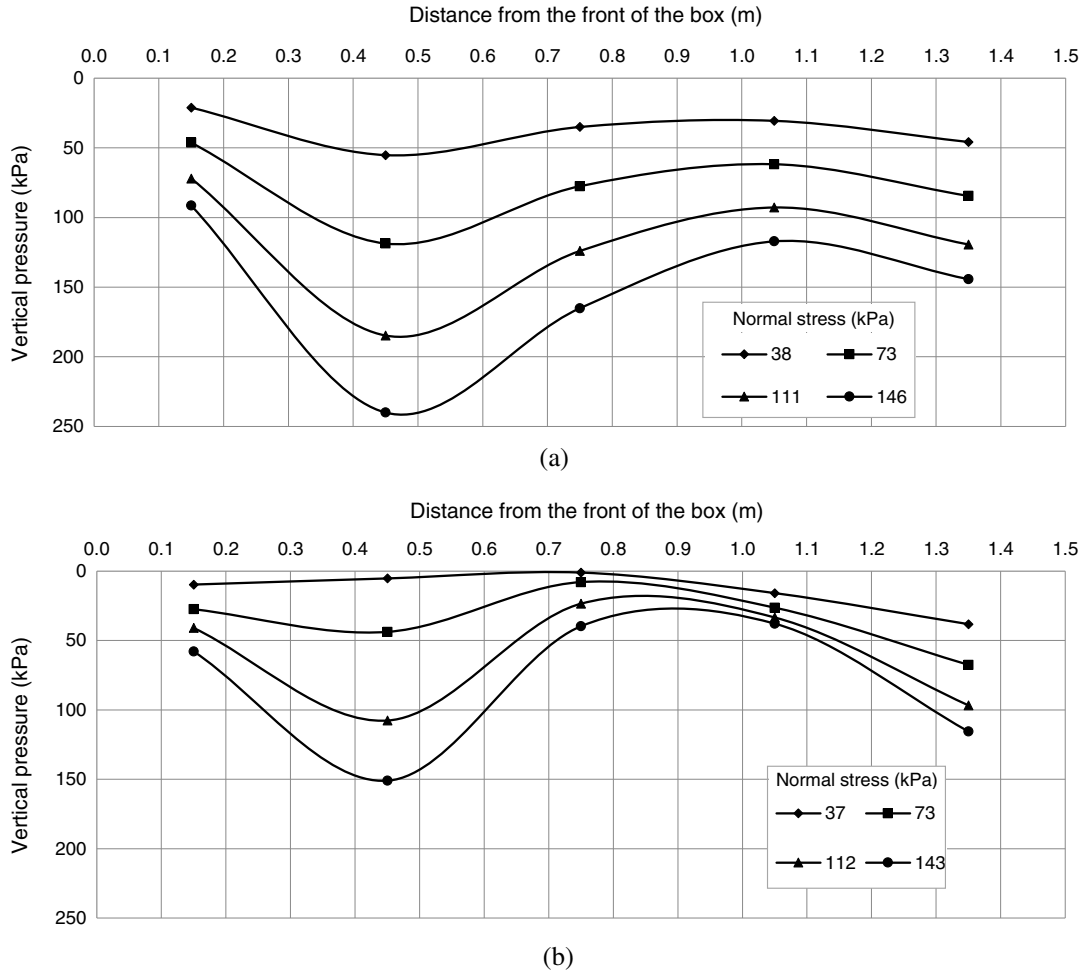 Distance from the front of the box (m)
0.0 0.1 0.2 0.3 0.4 0.5 0.6 0.7 0.8 0.9 1.0 1.1 1.2 1.3 1.4 1.5
0
50
100
150
200
250
Vertical pressure (kPa)
Normal stress (kPa)
38 73
111 146
(a)
Distance from the front of the box (m)
0.0 0.1 0.2 0.3 0.4 0.5 0.6 0.7 0.8 0.9 1.0 1.1 1.2 1.3 1.4 1.5
0
50
100
150
200
250
Vertical pressure (kPa)
Normal stress (kPa)
37 73
112 143
(b)